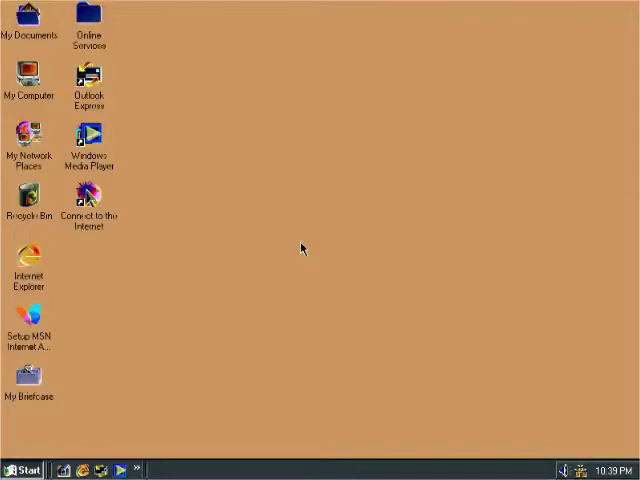 My Documents
Online
Services
My Computer
Outlook
Express
My Network
Places
Windows
Media Player
Recycle Bin
Connect to the
Internet
Internet
Explorer
Setup MSN
Internet A...
My Briefcase
Start
»
10:39 PM